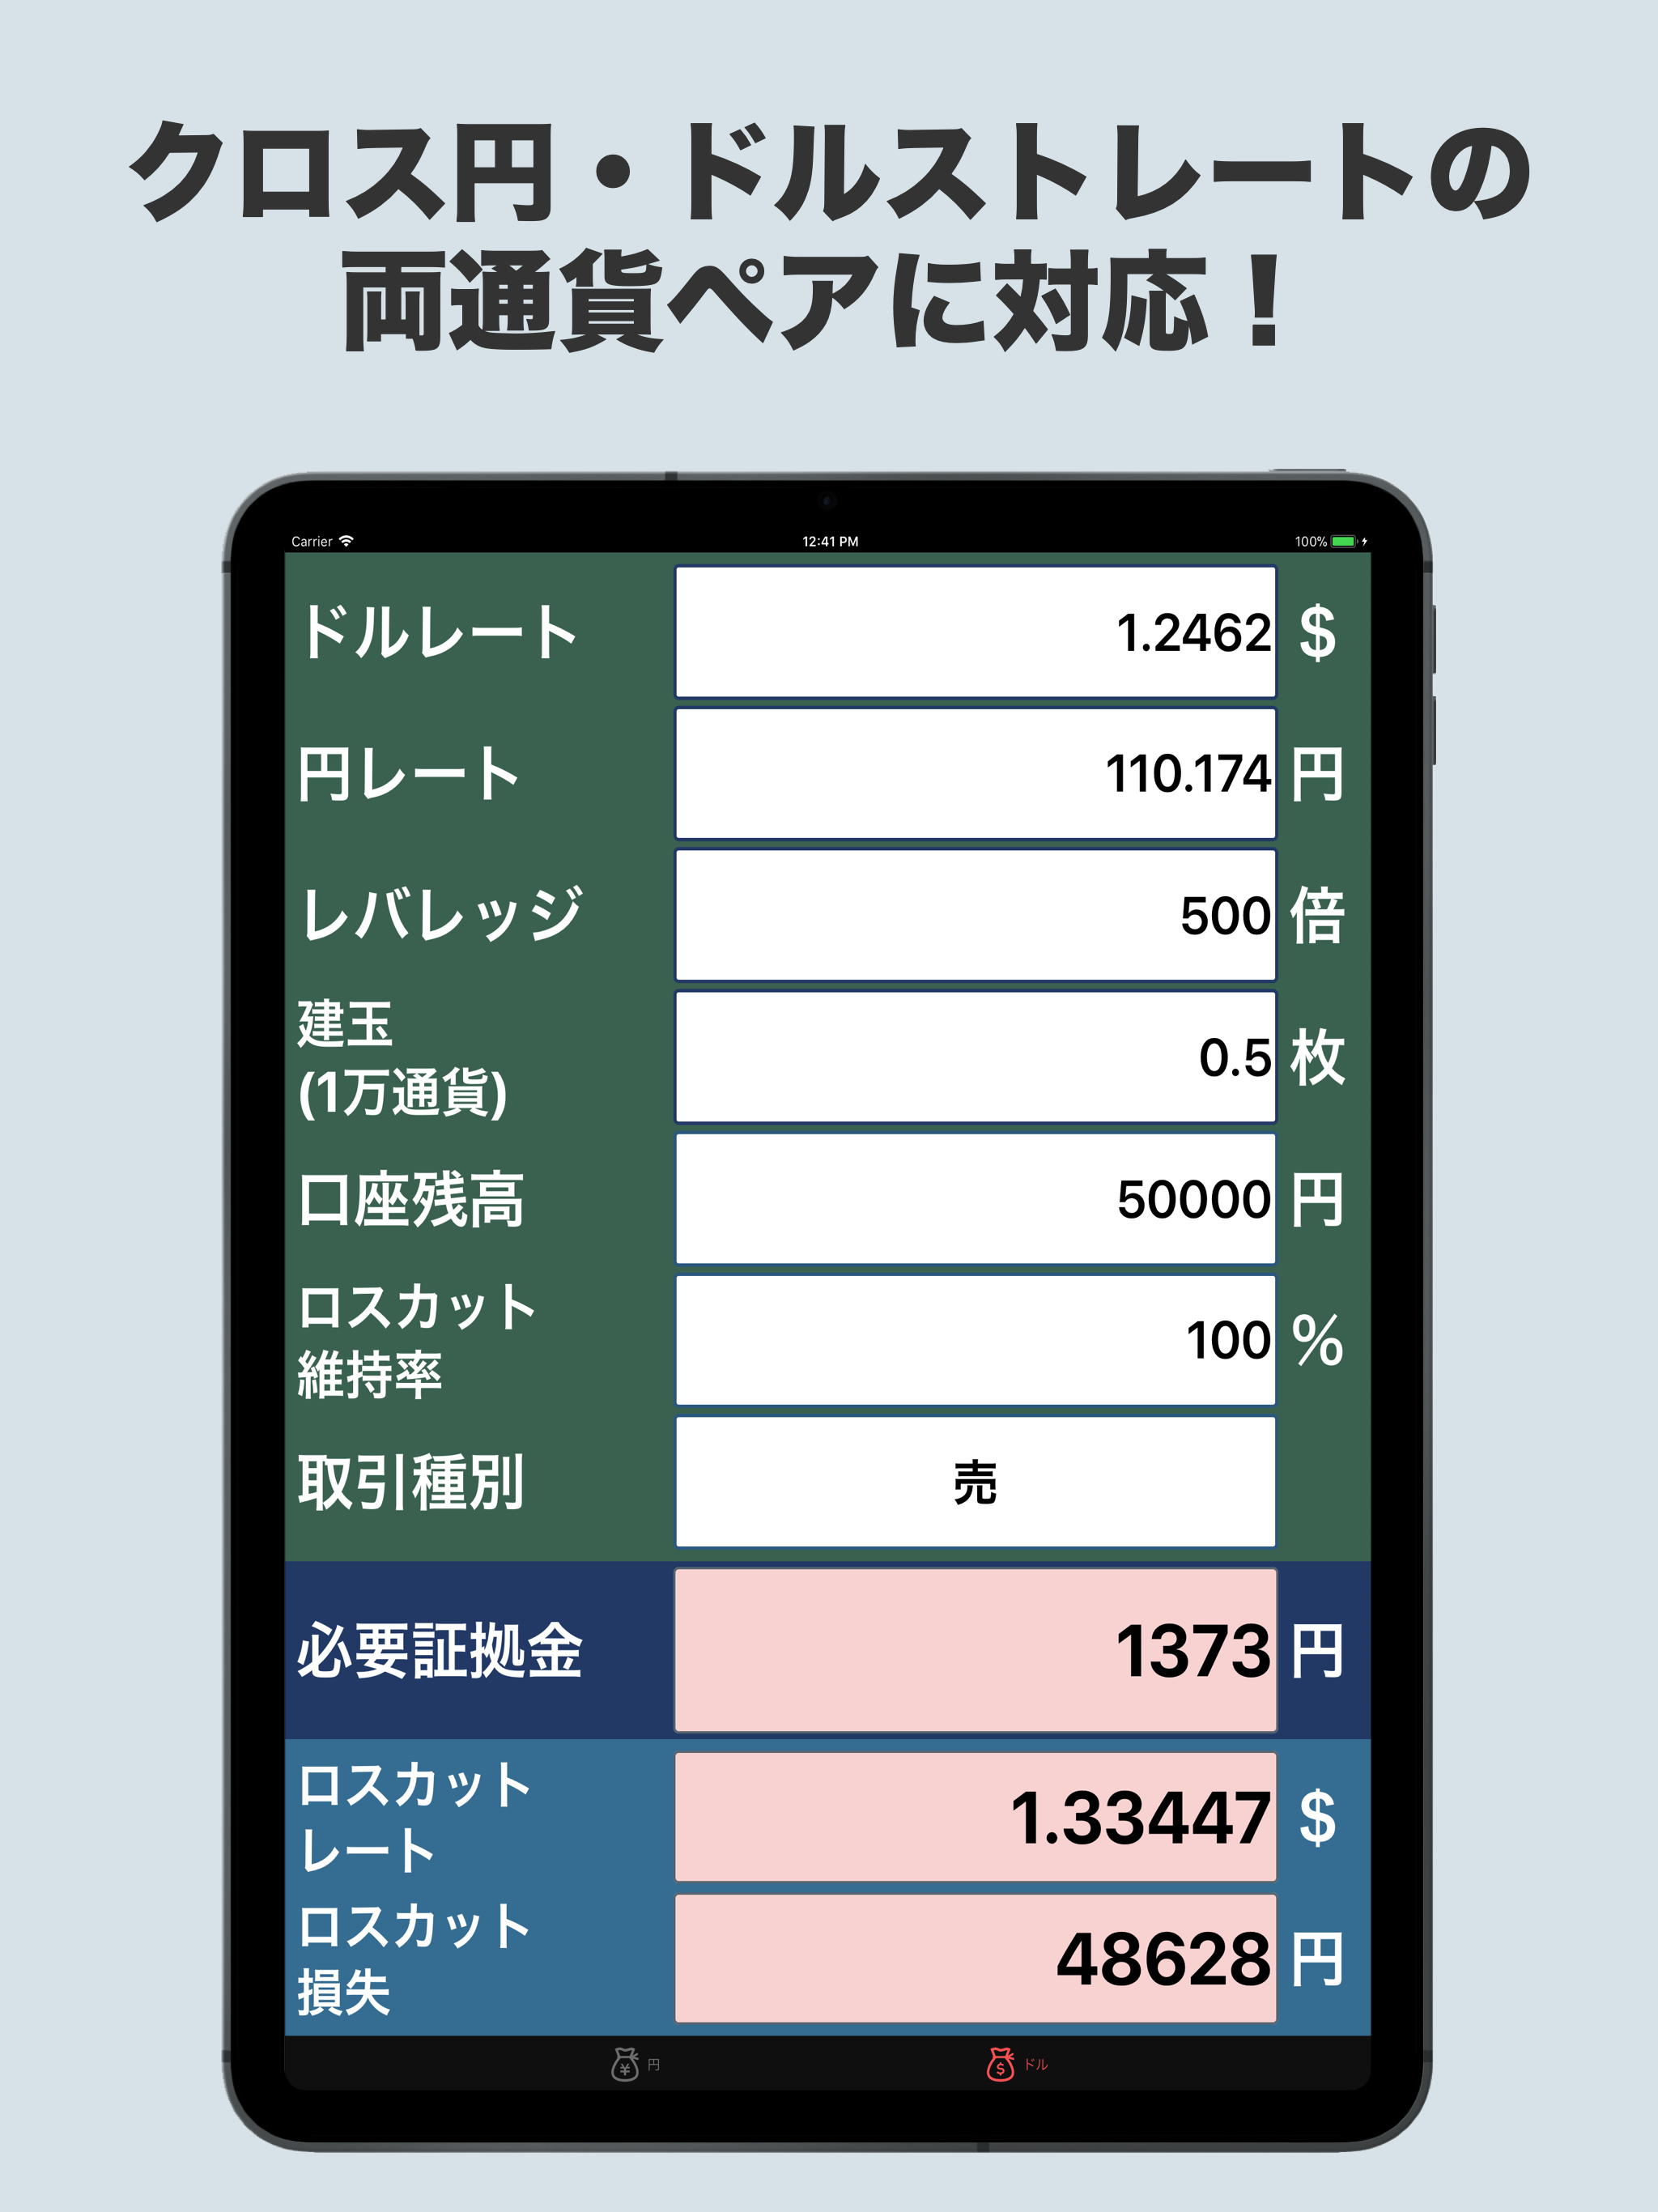 クロス円・ドルストレートの
両通貨ペアに対応！
Carrier 12:41 PM 100%
ドルレート 1.2462 $
円レート 110.174 円
レバレッジ 500 倍
建玉
(1万通貨) 0.5 枚
口座残高 50000 円
ロスカット
維持率 100 %
取引種別 売
必要証拠金 1373 円
ロスカット
レート 1.33447 $
ロスカット
損失 48628 円
¥ 円 $ ドル